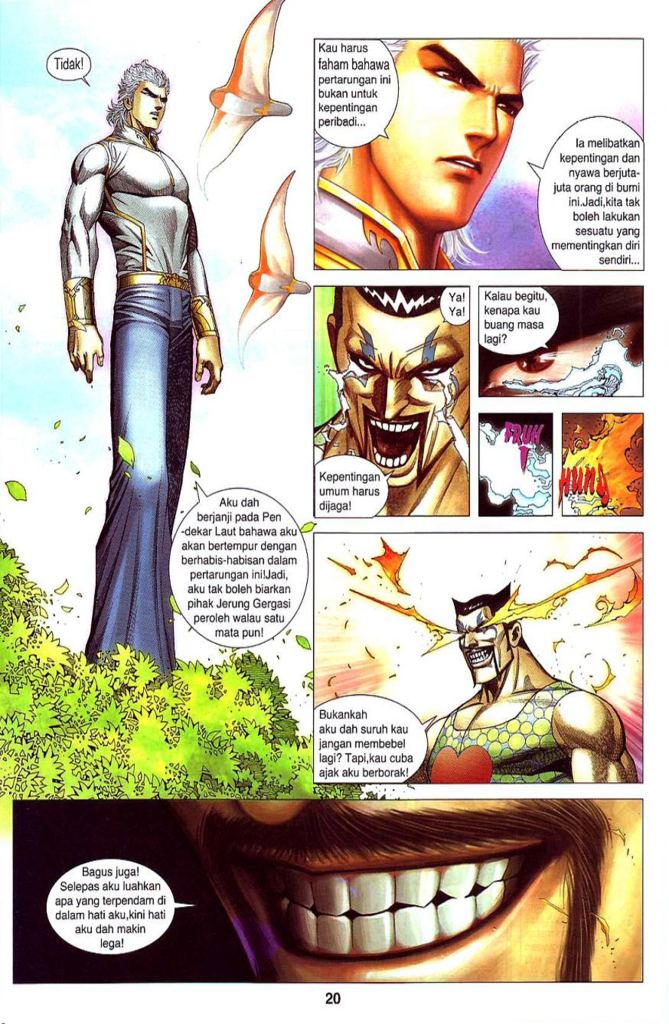 Tidak!
Aku dah
berjanji pada Pen
-dekar Laut bahawa aku
akan bertempur dengan
berhabis-habisan dalam
pertarungan ini!Jadi,
aku tak boleh biarkan
pihak Jerung Gergasi
peroleh walau satu
mata pun!
Kau harus
faham bahawa
pertarungan ini
bukan untuk
kepentingan
peribadi...
Ia melibatkan
kepentingan dan
nyawa berjuta-
juta orang di bumi
ini.Jadi,kita tak
boleh lakukan
sesuatu yang
mementingkan diri
sendiri...
Ya!
Ya!
Kepentingan
umum harus
dijaga!
Kalau begitu,
kenapa kau
buang masa
lagi?
FRUH
HUNG
Bukankah
aku dah suruh kau
jangan membebel
lagi? Tapi,kau cuba
ajak aku berborak!
Bagus juga!
Selepas aku luahkan
apa yang terpendam di
dalam hati aku,kini hati
aku dah makin
lega!
20